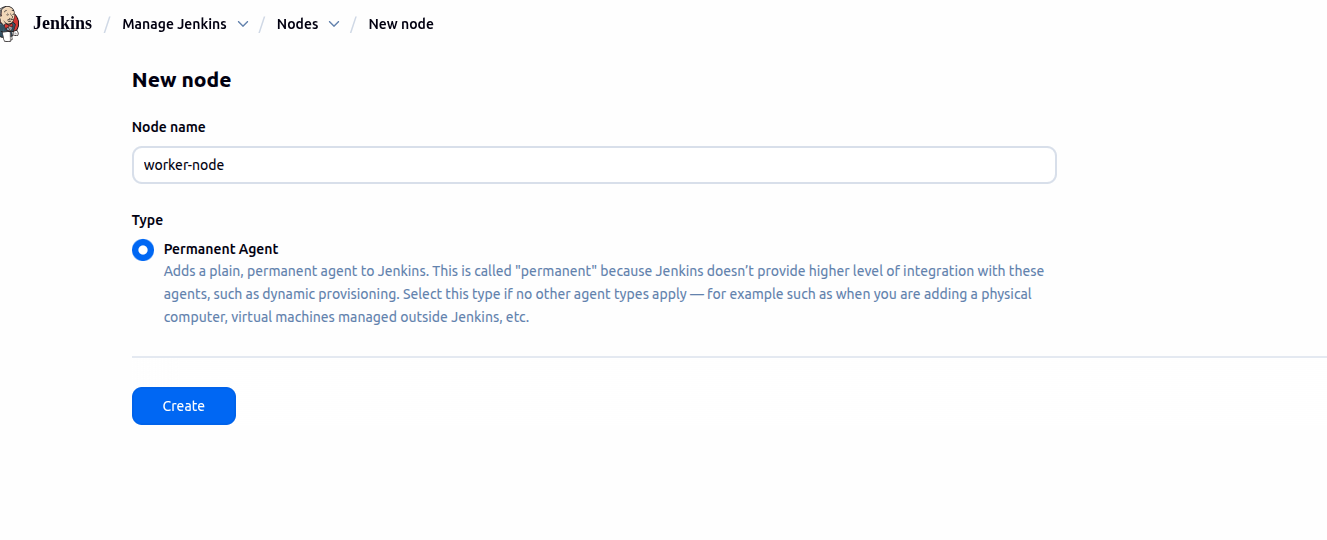 Jenkins / Manage Jenkins / Nodes / New node
New node
Node name
worker-node
Type
Permanent Agent
Adds a plain, permanent agent to Jenkins. This is called "permanent" because Jenkins doesn’t provide higher level of integration with these
agents, such as dynamic provisioning. Select this type if no other agent types apply — for example such as when you are adding a physical
computer, virtual machines managed outside Jenkins, etc.
Create